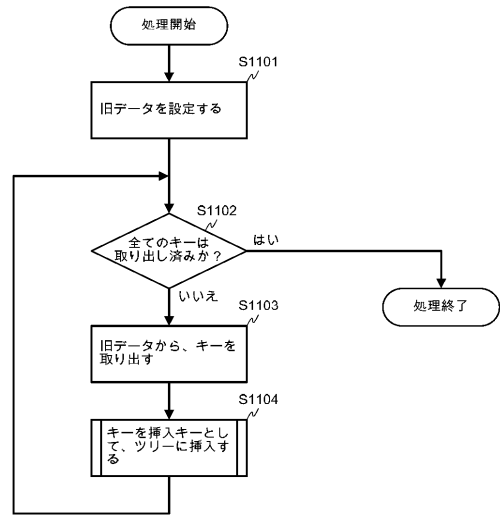 処理開始
S1101
旧データを設定する
S1102
全てのキーは
取り出し済みか？
はい
いいえ
処理終了
S1103
旧データから、キーを
取り出す
S1104
キーを挿入キーとし
て、ツリーに挿入す
る